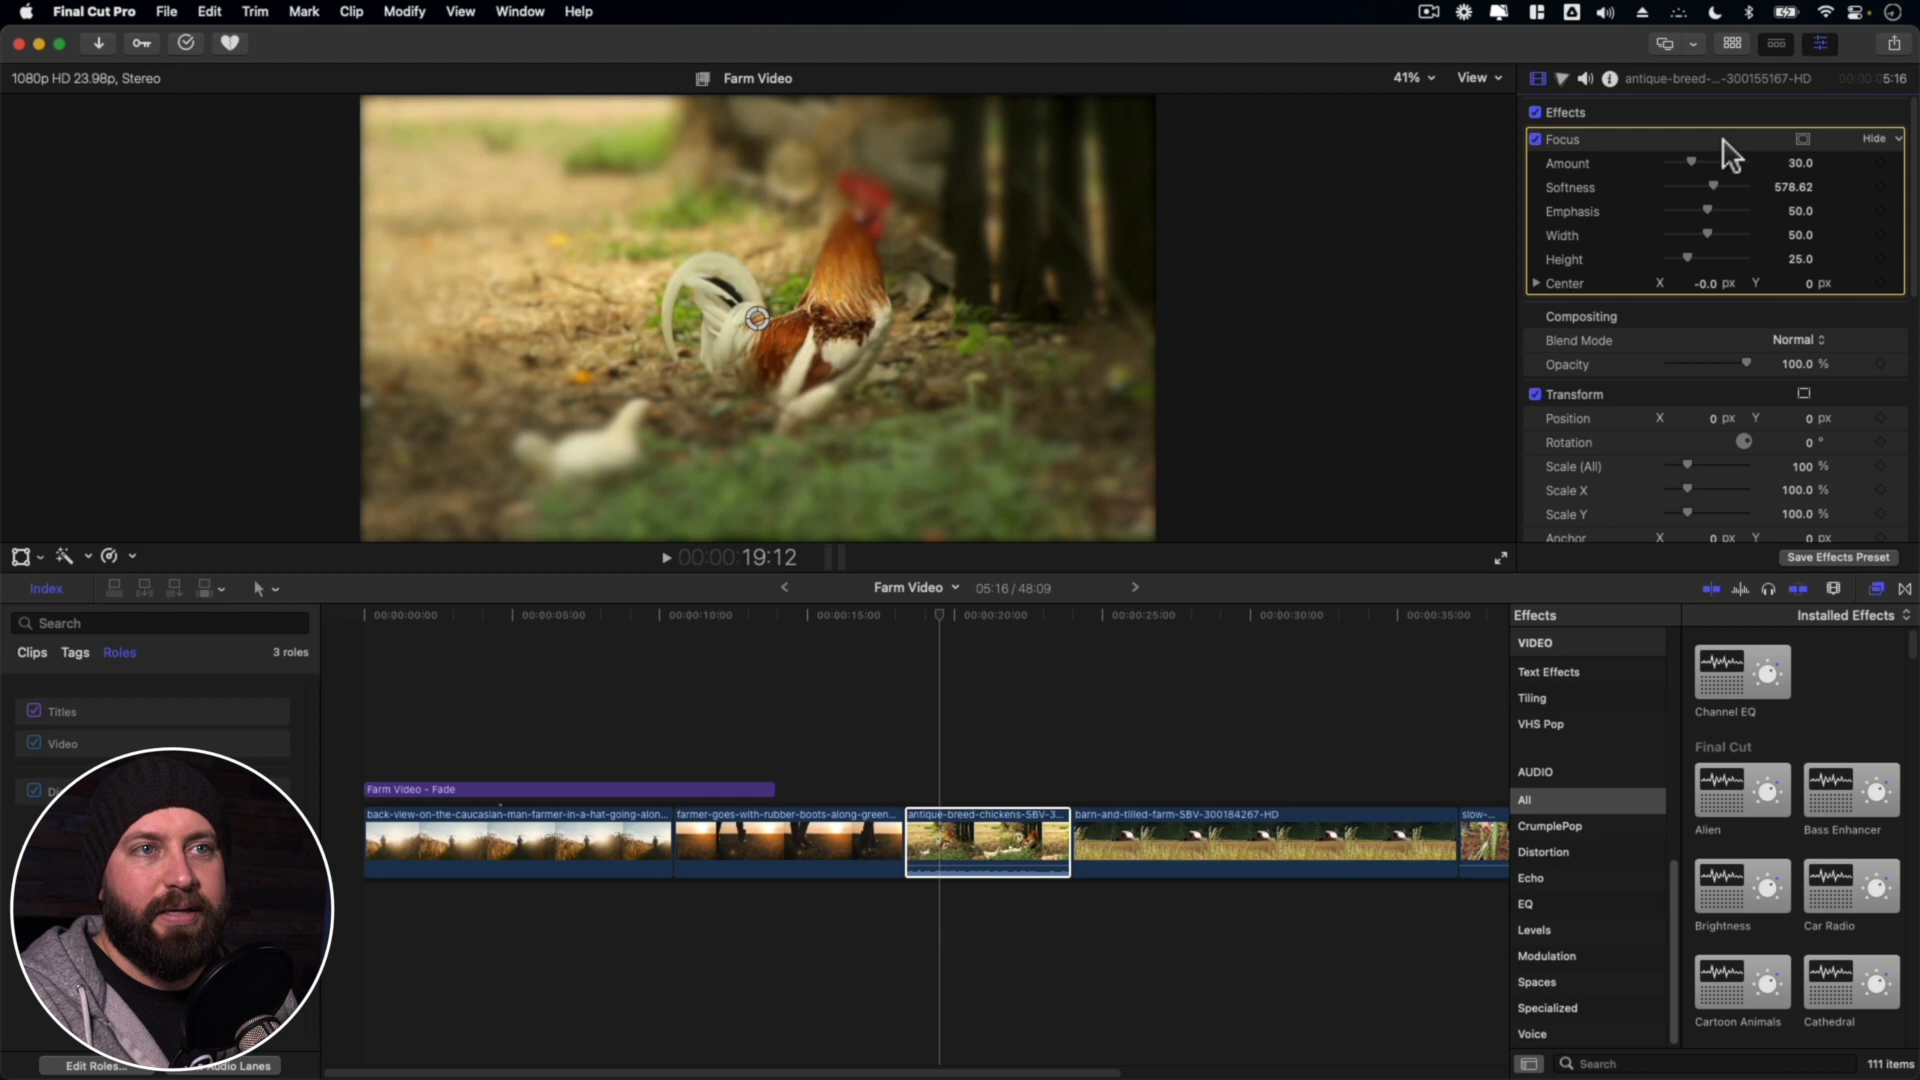 Final Cut Pro File Edit Trim Mark Clip Modify View Window Help
1080p HD 23.98p, Stereo
Farm Video
41%
View
antique-breed-...-300155167-HD
00:00:05:16
Effects
Focus
Hide
Amount 30.0
Softness 578.62
Emphasis 50.0
Width 50.0
Height 25.0
Center X -0.0 px Y 0 px
Compositing
Blend Mode Normal
Opacity 100.0 %
Transform
Position X 0 px Y 0 px
Rotation 0 °
Scale (All) 100 %
Scale X 100.0 %
Scale Y 100.0 %
Anchor X 0 px Y 0 px
Save Effects Preset
00:00:19:12
Index
Farm Video
05:16 / 48:09
Search
Clips Tags Roles
3 roles
Titles
Video
Edit Roles...
Audio Lanes
00:00:00:00 00:00:05:00 00:00:10:00 00:00:15:00 00:00:20:00 00:00:25:00 00:00:30:00 00:00:35:00
Farm Video - Fade
back-view-on-the-caucasian-man-farmer-in-a-hat-going-alon...
farmer-goes-with-rubber-boots-along-green...
antique-breed-chickens-SBV-3...
barn-and-tilled-farm-SBV-300184267-HD
slow-...
Effects
Installed Effects
VIDEO
Text Effects
Tiling
VHS Pop
AUDIO
All
CrumplePop
Distortion
Echo
EQ
Levels
Modulation
Spaces
Specialized
Voice
Channel EQ
Final Cut
Alien
Bass Enhancer
Brightness
Car Radio
Cartoon Animals
Cathedral
Search
111 items